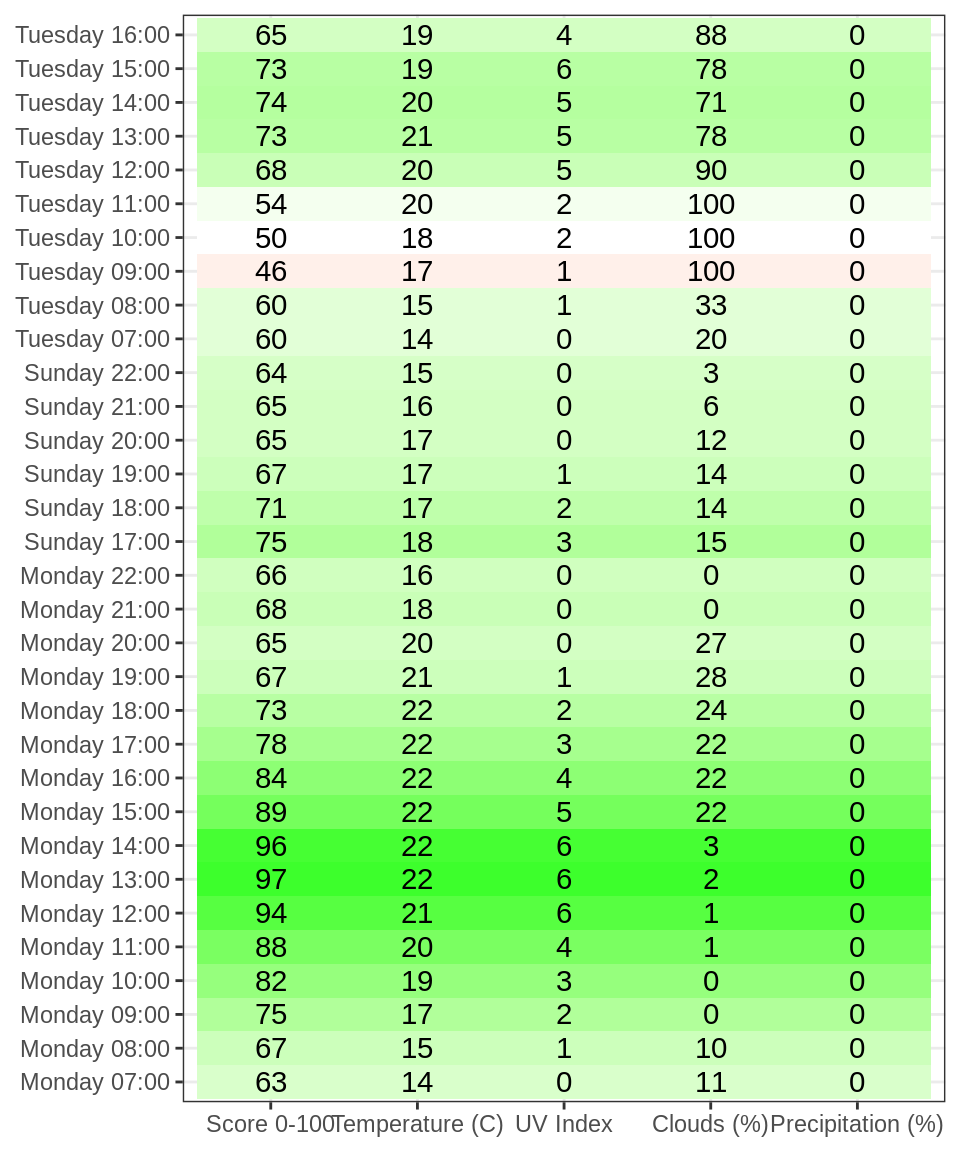 Tuesday 16:00 65 19 4 88 0
Tuesday 15:00 73 19 6 78 0
Tuesday 14:00 74 20 5 71 0
Tuesday 13:00 73 21 5 78 0
Tuesday 12:00 68 20 5 90 0
Tuesday 11:00 54 20 2 100 0
Tuesday 10:00 50 18 2 100 0
Tuesday 09:00 46 17 1 100 0
Tuesday 08:00 60 15 1 33 0
Tuesday 07:00 60 14 0 20 0
Sunday 22:00 64 15 0 3 0
Sunday 21:00 65 16 0 6 0
Sunday 20:00 65 17 0 12 0
Sunday 19:00 67 17 1 14 0
Sunday 18:00 71 17 2 14 0
Sunday 17:00 75 18 3 15 0
Monday 22:00 66 16 0 0 0
Monday 21:00 68 18 0 0 0
Monday 20:00 65 20 0 27 0
Monday 19:00 67 21 1 28 0
Monday 18:00 73 22 2 24 0
Monday 17:00 78 22 3 22 0
Monday 16:00 84 22 4 22 0
Monday 15:00 89 22 5 22 0
Monday 14:00 96 22 6 3 0
Monday 13:00 97 22 6 2 0
Monday 12:00 94 21 6 1 0
Monday 11:00 88 20 4 1 0
Monday 10:00 82 19 3 0 0
Monday 09:00 75 17 2 0 0
Monday 08:00 67 15 1 10 0
Monday 07:00 63 14 0 11 0
Score 0-100 Temperature (C) UV Index Clouds (%) Precipitation (%)